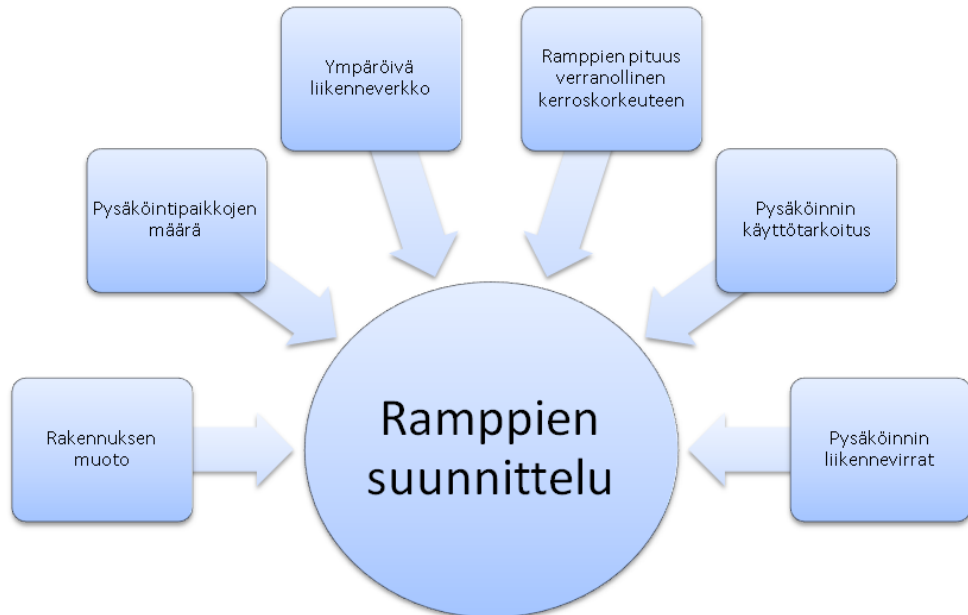 Ympäröivä
liikenneverkko
Ramppien pituus
verranollinen
kerroskorkeuteen
Pysäköintipaikkojen
määrä
Pysäköinnin
käyttötarkoitus
Rakennuksen
muoto
Ramppien
suunnittelu
Pysäköinnin
liikennevirrat